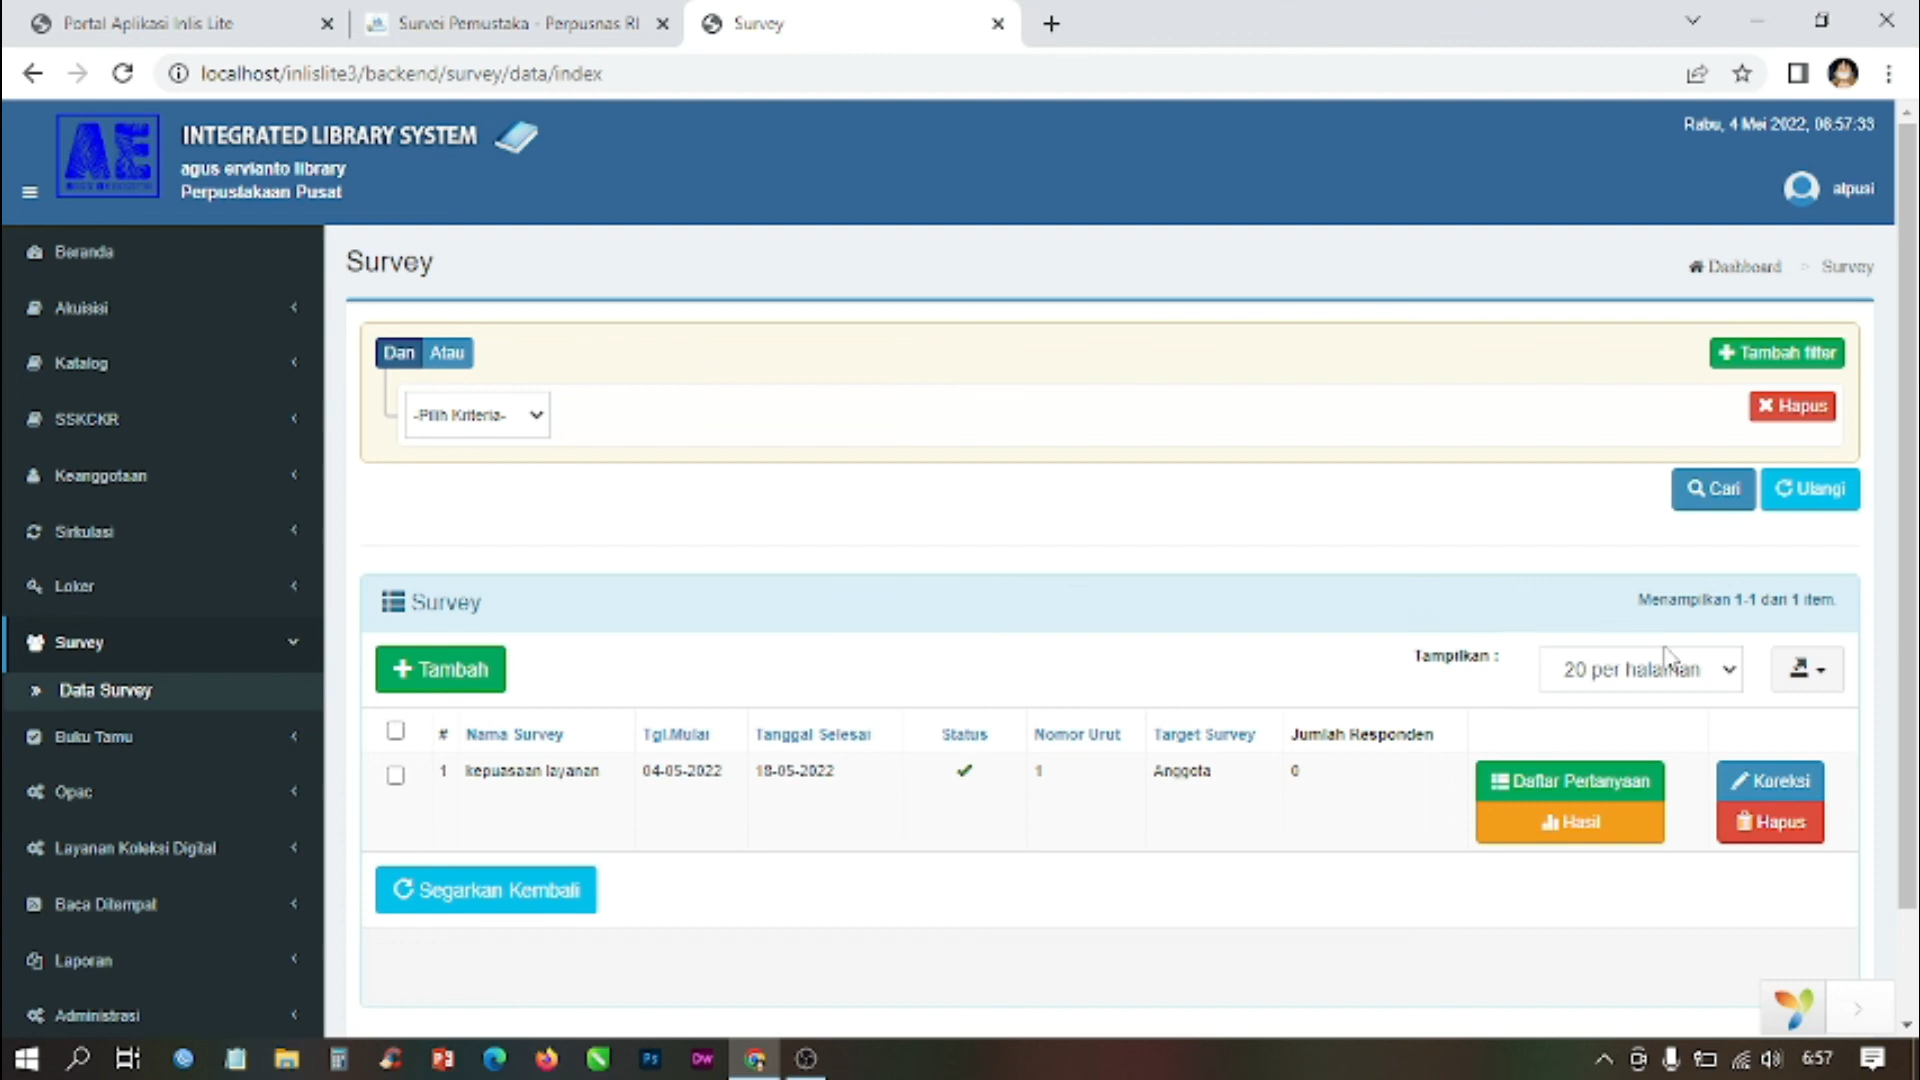 Portal Aplikasi Inlis Lite
Survei Pemustaka - Perpusnas RI
Survey
localhost/inlislite3/backend/survey/data/index
AE
INTEGRATED LIBRARY SYSTEM
agus ervianto library
Perpustakaan Pusat
Rabu, 4 Mei 2022, 06:57:33
alpusi
Beranda
Akuisisi
Katalog
SSKCKR
Keanggotaan
Sirkulasi
Loker
Survey
Data Survey
Buku Tamu
Opac
Layanan Koleksi Digital
Baca Ditempat
Laporan
Administrasi
Survey
Dashboard > Survey
Dan Atau
Tambah filter
-Pilih Kriteria-
Hapus
Cari
Ulangi
Survey
Menampilkan 1-1 dari 1 item.
Tambah
Tampilkan :
20 per halaman
# Nama Survey Tgl.Mulai Tanggal Selesai Status Nomor Urut Target Survey Jumlah Responden
1 kepuasaan layanan 04-05-2022 18-05-2022 1 Anggota 0
Daftar Pertanyaan
Koreksi
Hasil
Hapus
Segarkan Kembali
Ps
Dw
6:57